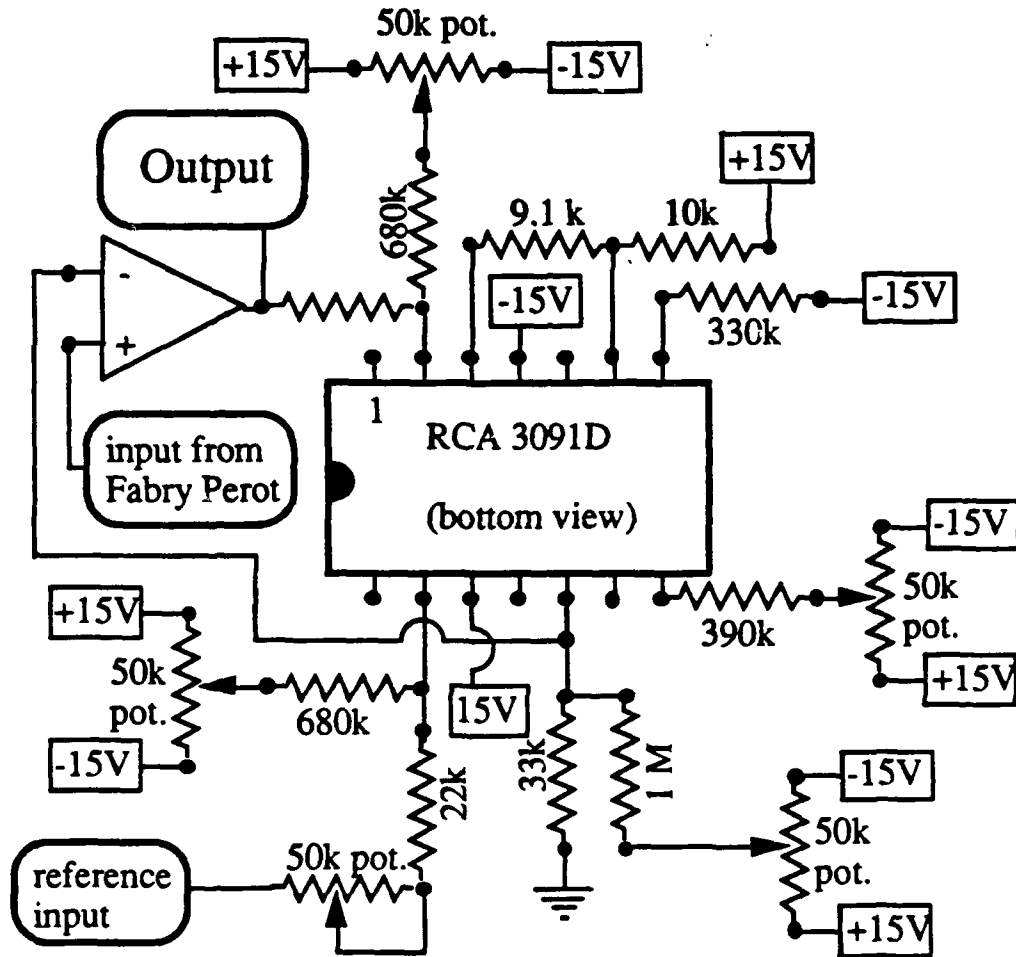 50k pot.
+15V
-15V
Output
+15V
680k
9.1 k
10k
-
-15V
-15V
330k
+
1
RCA 3091D
input from
Fabry Perot
(bottom view)
-15V
+15V
50k
pot.
390k
50k
pot.
15V
+15V
680k
-15V
33k
1 M
22k
-15V
50k
pot.
50k pot.
reference
input
+15V